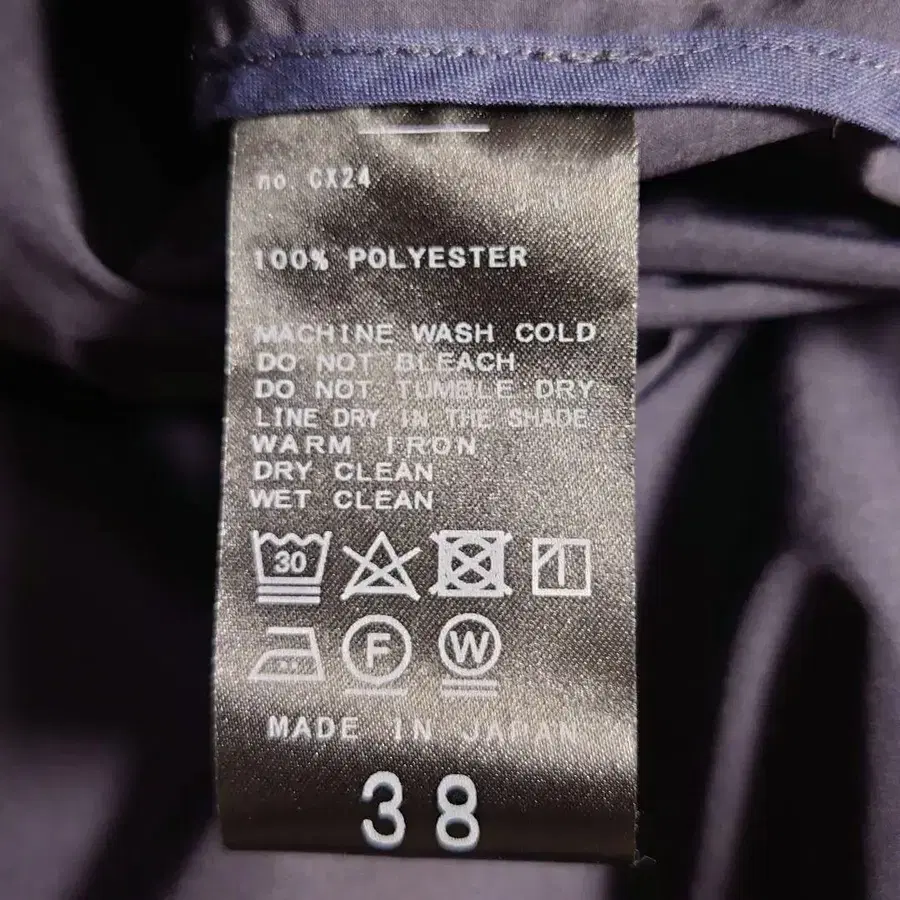 no. CX24
100% POLYESTER
MACHINE WASH COLD
DO NOT BLEACH
DO NOT TUMBLE DRY
LINE DRY IN THE SHADE
WARM IRON
DRY CLEAN
WET CLEAN
30
F W
MADE IN JAPAN
38